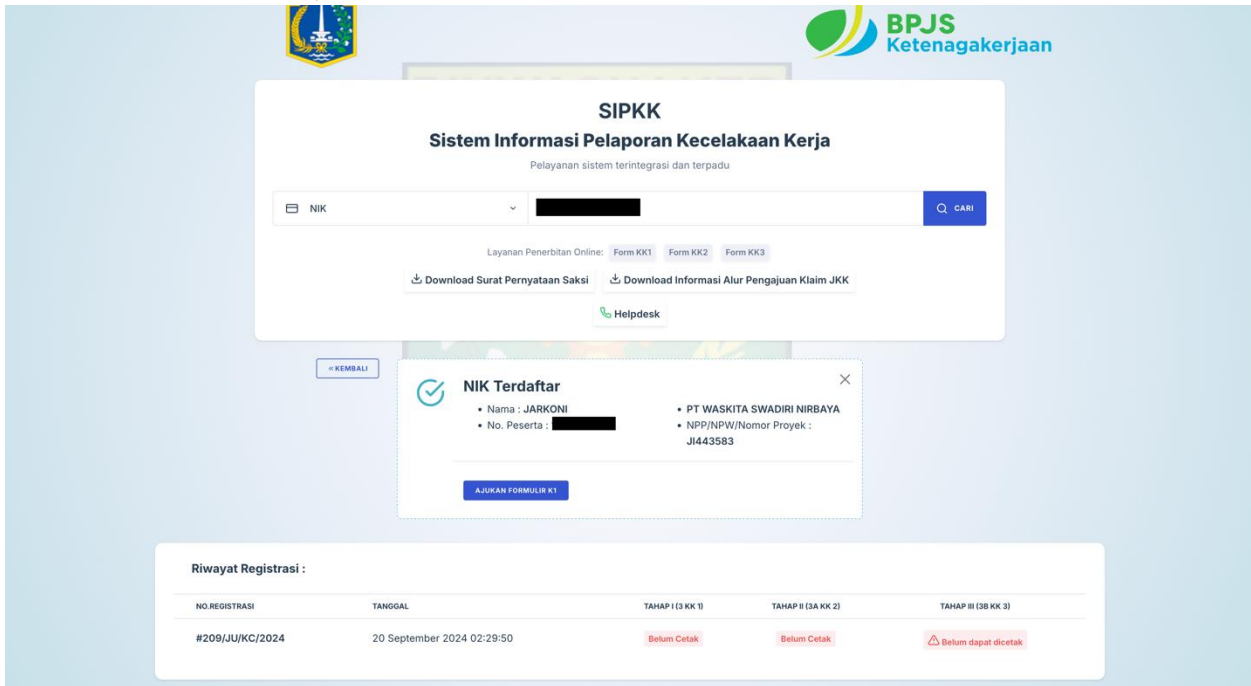 BPJS
Ketenagakerjaan
SIPKK
Sistem Informasi Pelaporan Kecelakaan Kerja
Pelayanan sistem terintegrasi dan terpadu
NIK
CARI
Layanan Penerbitan Online: Form KK1 Form KK2 Form KK3
Download Surat Pernyataan Saksi Download Informasi Alur Pengajuan Klaim JKK
Helpdesk
« KEMBALI
NIK Terdaftar
• Nama : JARKONI
• No. Peserta :
• PT WASKITA SWADIRI NIRBAYA
• NPP/NPW/Nomor Proyek :
JI443583
AJUKAN FORMULIR K1
Riwayat Registrasi :
NO.REGISTRASI TANGGAL TAHAP I (3 KK 1) TAHAP II (3A KK 2) TAHAP III (3B KK 3)
#209/JU/KC/2024 20 September 2024 02:29:50 Belum Cetak Belum Cetak Belum dapat dicetak